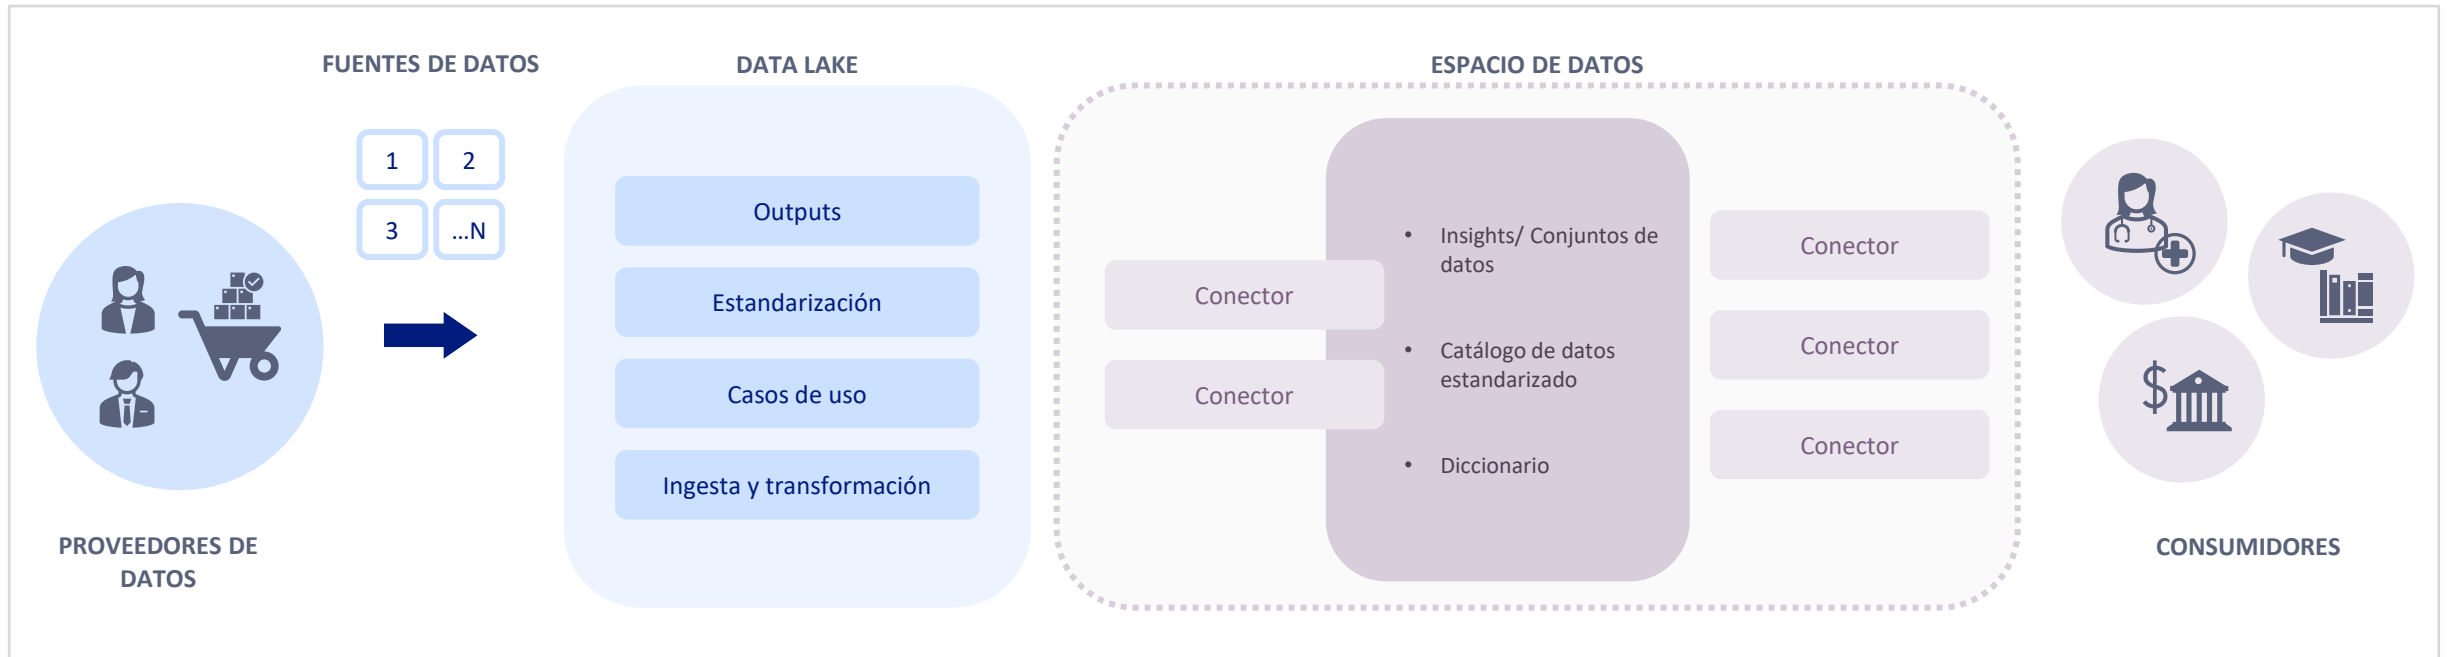 FUENTES DE DATOS
1
2
3
...N
PROVEEDORES DE
DATOS
DATA LAKE
Outputs
Estandarización
Casos de uso
Ingesta y transformación
ESPACIO DE DATOS
Conector
Conector
• Insights/ Conjuntos de
datos
• Catálogo de datos
estandarizado
• Diccionario
Conector
Conector
Conector
CONSUMIDORES